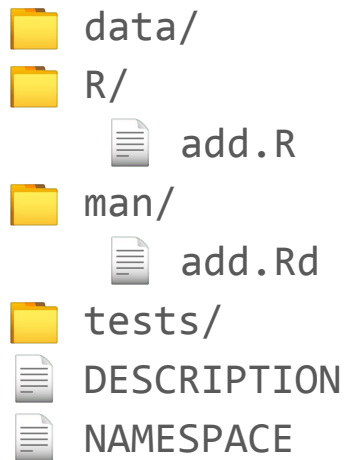 data/
R/
add.R
man/
add.Rd
tests/
DESCRIPTION
NAMESPACE